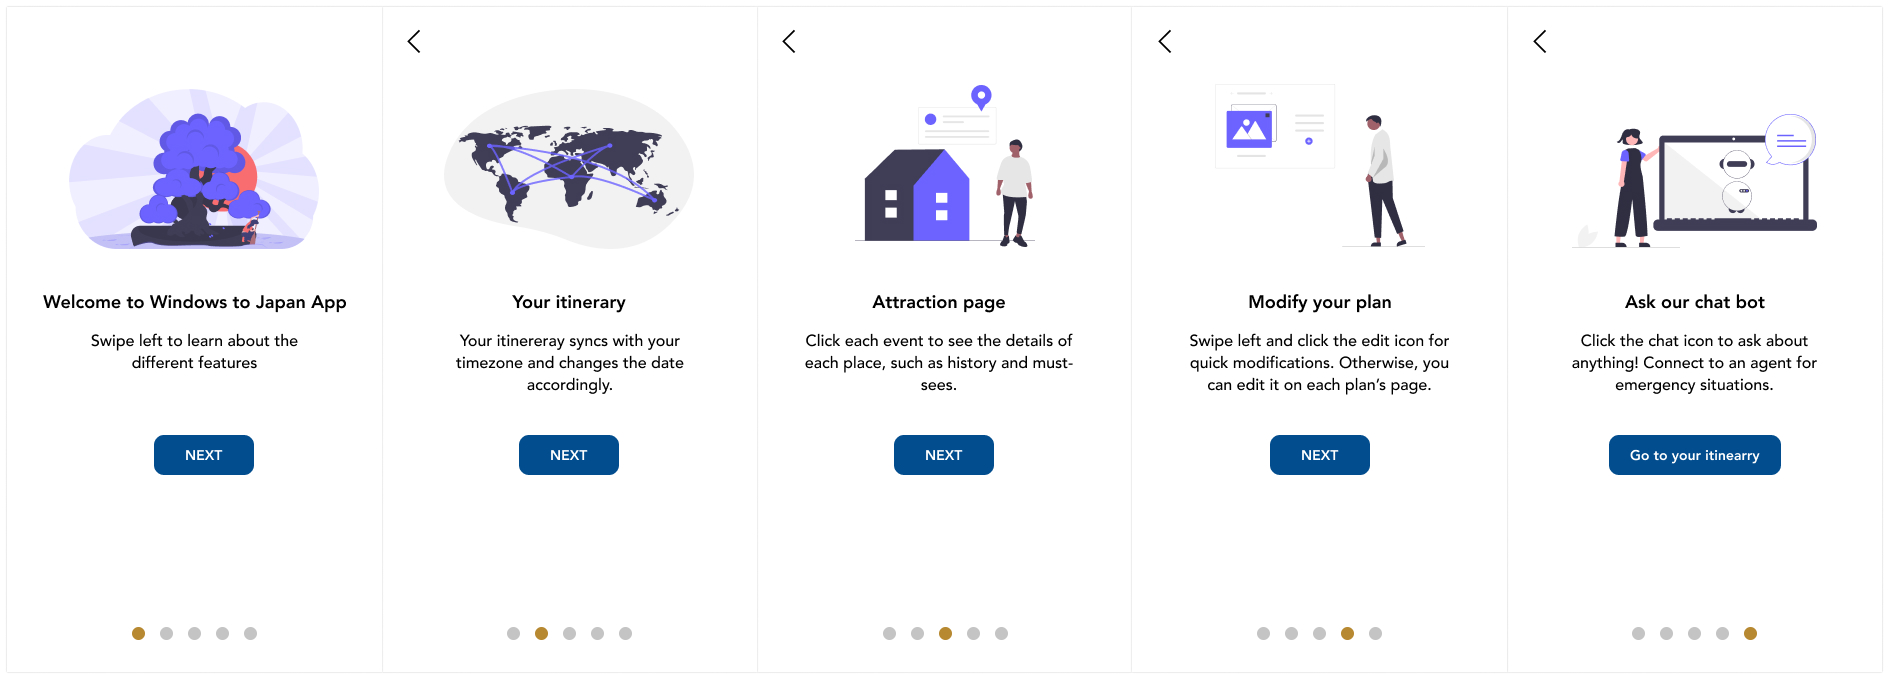 Welcome to Windows to Japan App
Swipe left to learn about the
different features
NEXT
Your itinerary
Your itinereray syncs with your
timezone and changes the date
accordingly.
NEXT
Attraction page
Click each event to see the details of
each place, such as history and must-
sees.
NEXT
Modify your plan
Swipe left and click the edit icon for
quick modifications. Otherwise, you
can edit it on each plan’s page.
NEXT
Ask our chat bot
Click the chat icon to ask about
anything! Connect to an agent for
emergency situations.
Go to your itinearry